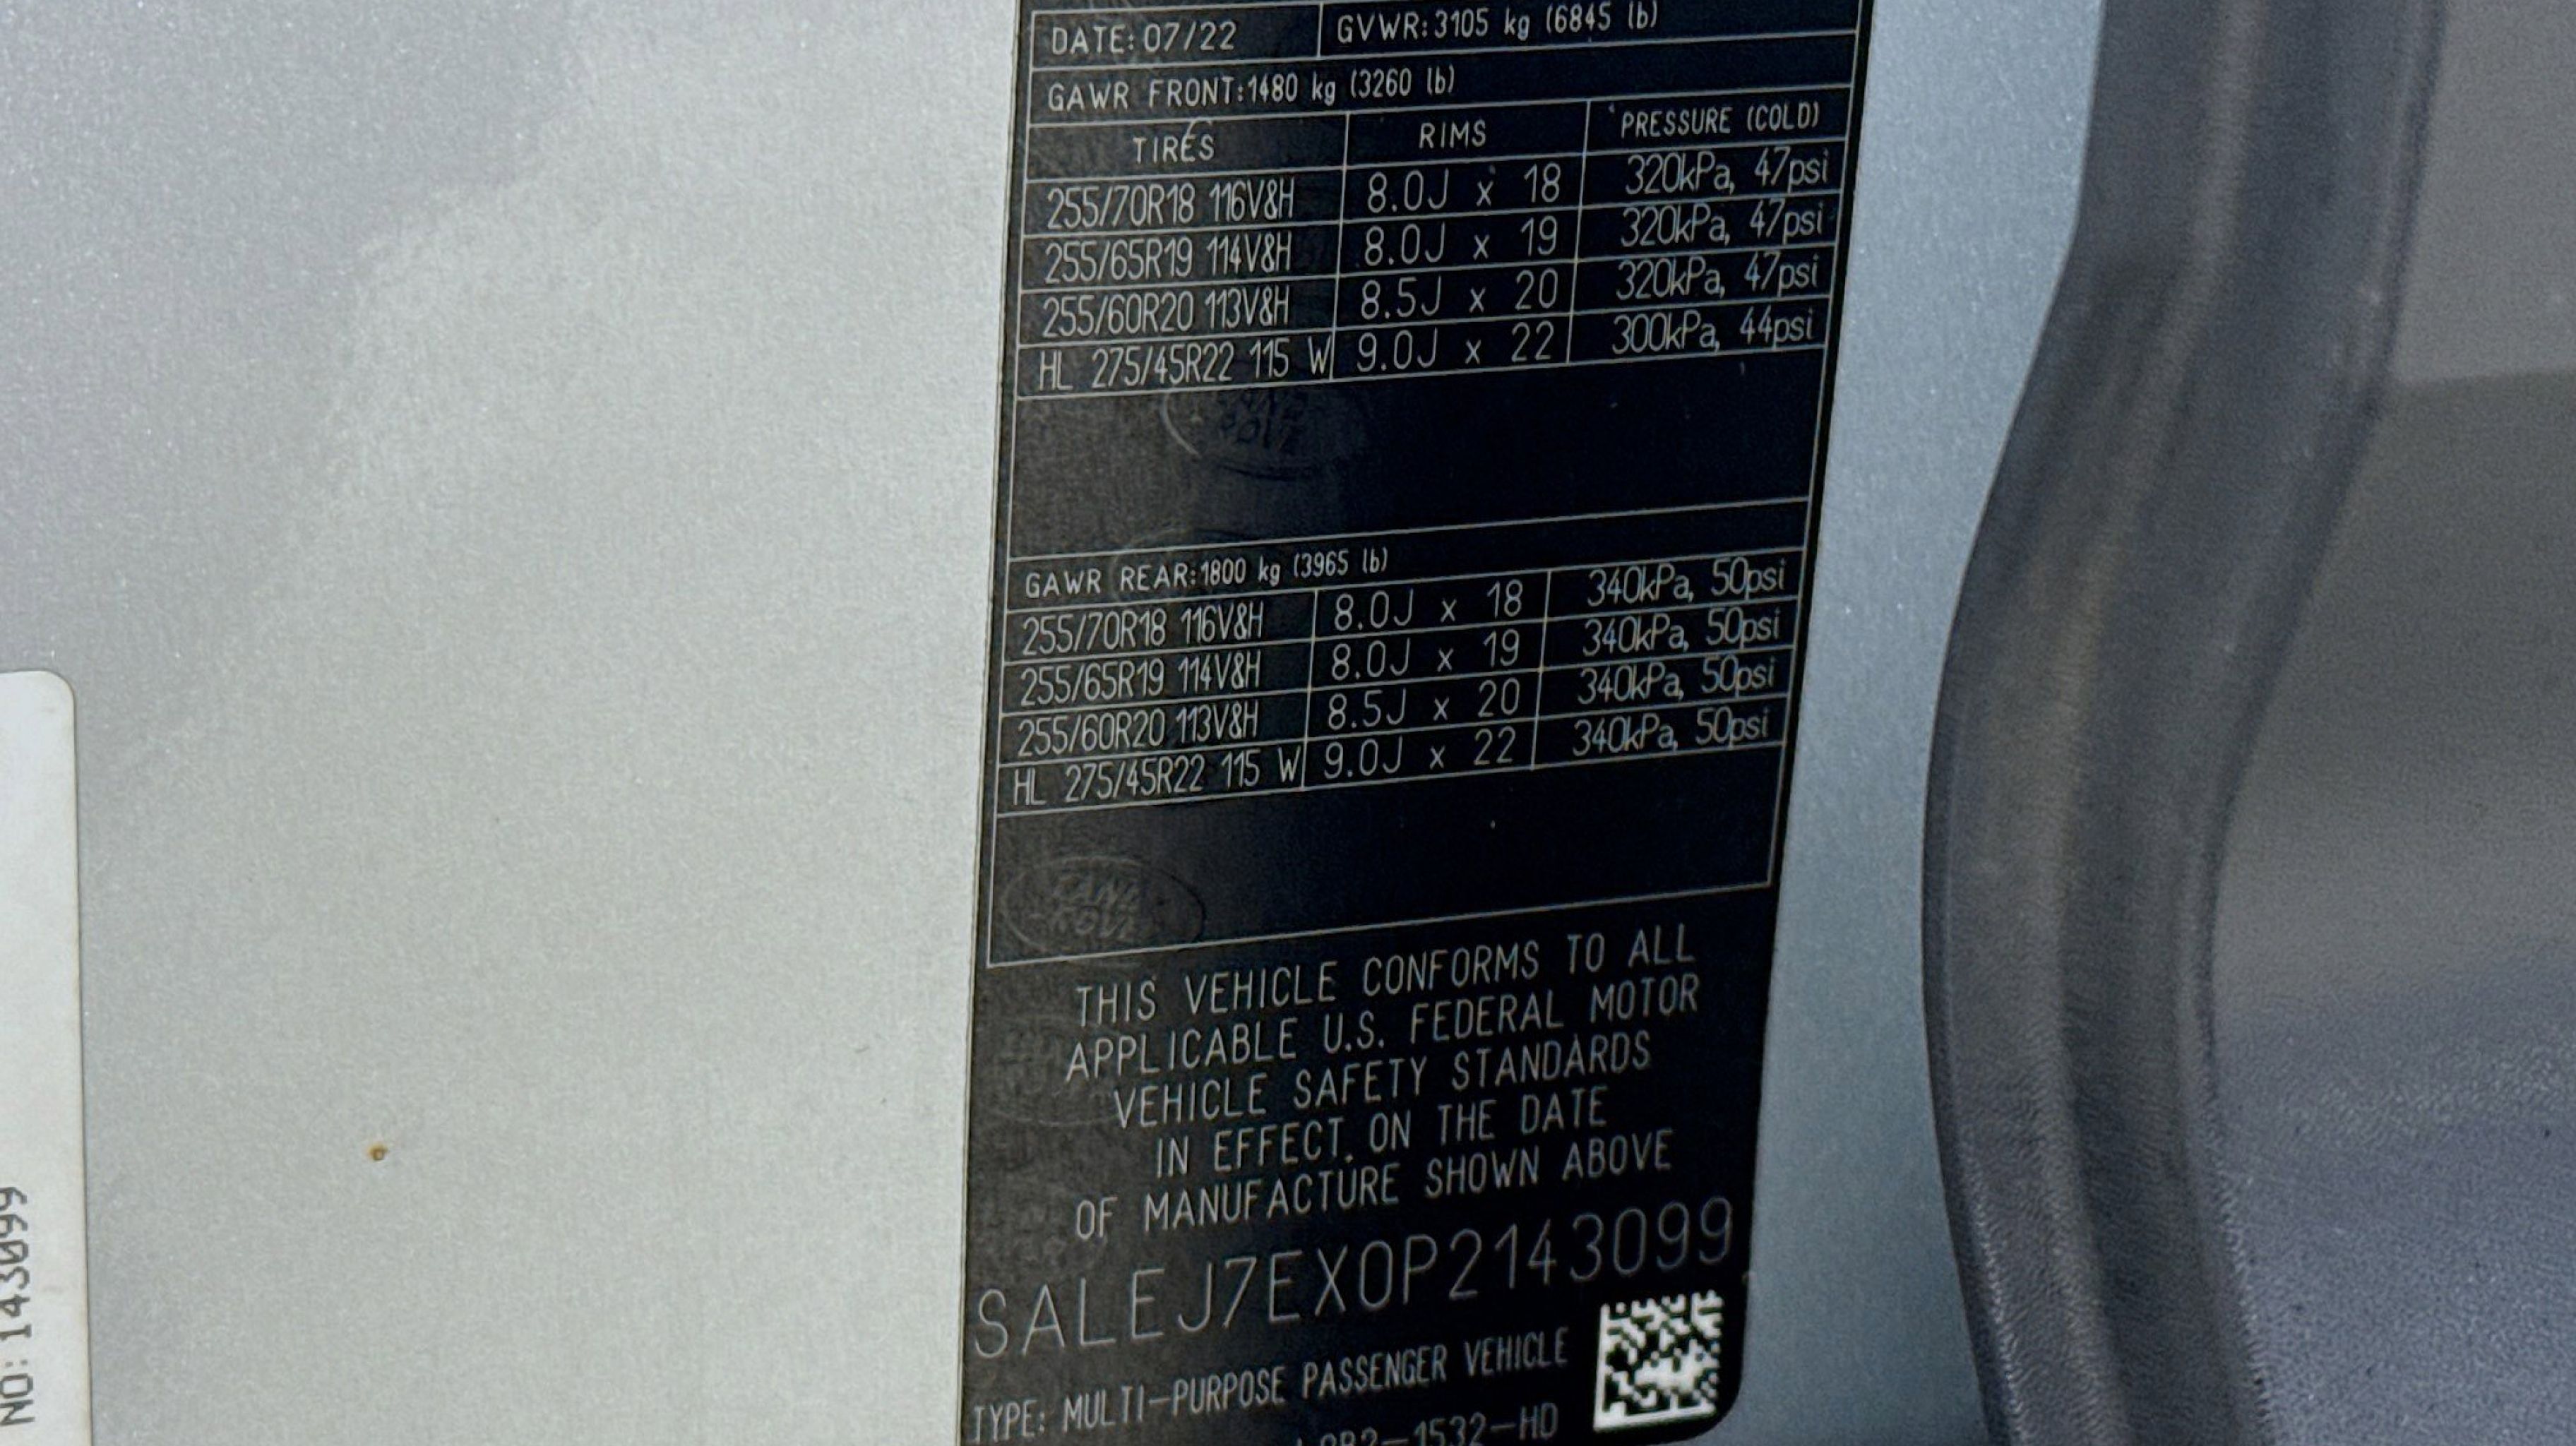 DATE: 07/22 GVWR: 3105 kg (6845 lb)
GAWR FRONT: 1480 kg (3260 lb)
TIRES RIMS PRESSURE (COLD)
255/70R18 116V&H 8.0J x 18 320kPa, 47psi
255/65R19 114V&H 8.0J x 19 320kPa, 47psi
255/60R20 113V&H 8.5J x 20 320kPa, 47psi
HL 275/45R22 115 W 9.0J x 22 300kPa, 44psi
GAWR REAR: 1800 kg (3965 lb)
255/70R18 116V&H 8.0J x 18 340kPa, 50psi
255/65R19 114V&H 8.0J x 19 340kPa, 50psi
255/60R20 113V&H 8.5J x 20 340kPa, 50psi
HL 275/45R22 115 W 9.0J x 22 340kPa, 50psi
THIS VEHICLE CONFORMS TO ALL
APPLICABLE U.S. FEDERAL MOTOR
VEHICLE SAFETY STANDARDS
IN EFFECT. ON THE DATE
OF MANUFACTURE SHOWN ABOVE
SALEJ7EX0P2143099
TYPE: MULTI-PURPOSE PASSENGER VEHICLE
-1532-HD
NO: 143099